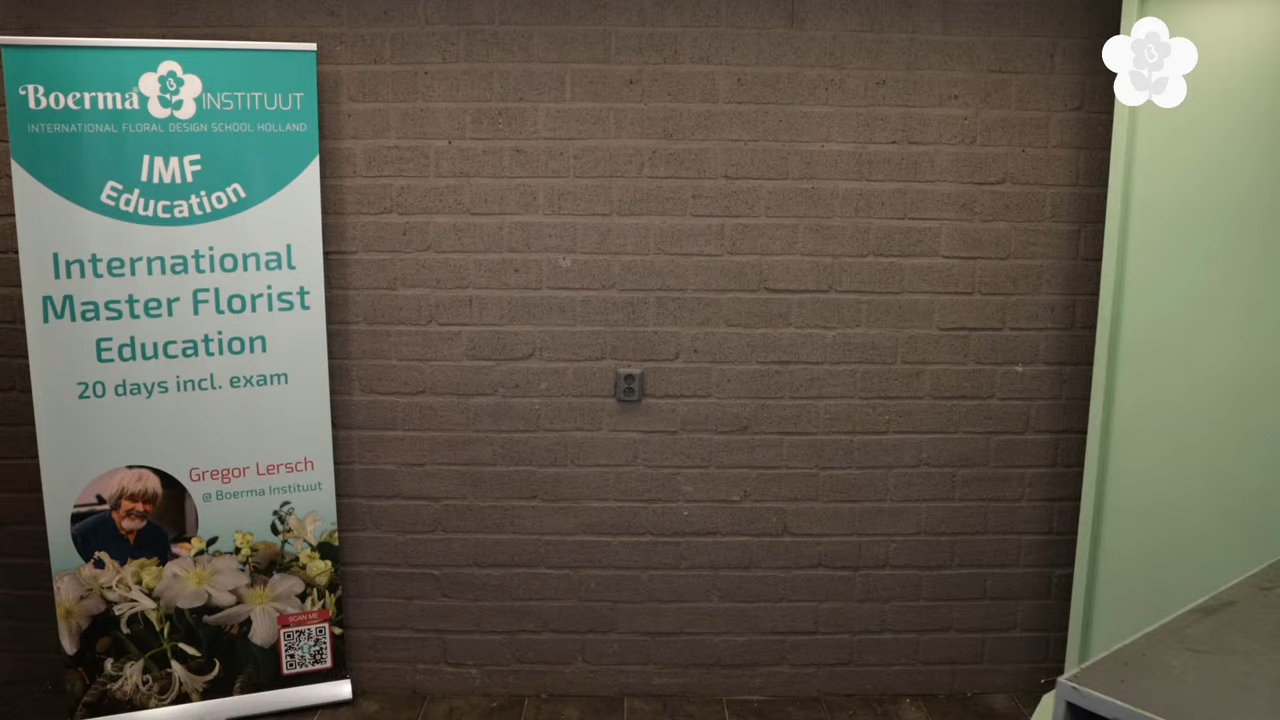 Boerma INSTITUUT
INTERNATIONAL FLORAL DESIGN SCHOOL HOLLAND
IMF
Education
International
Master Florist
Education
20 days incl. exam
Gregor Lersch
@ Boerma Instituut
SCAN ME
B